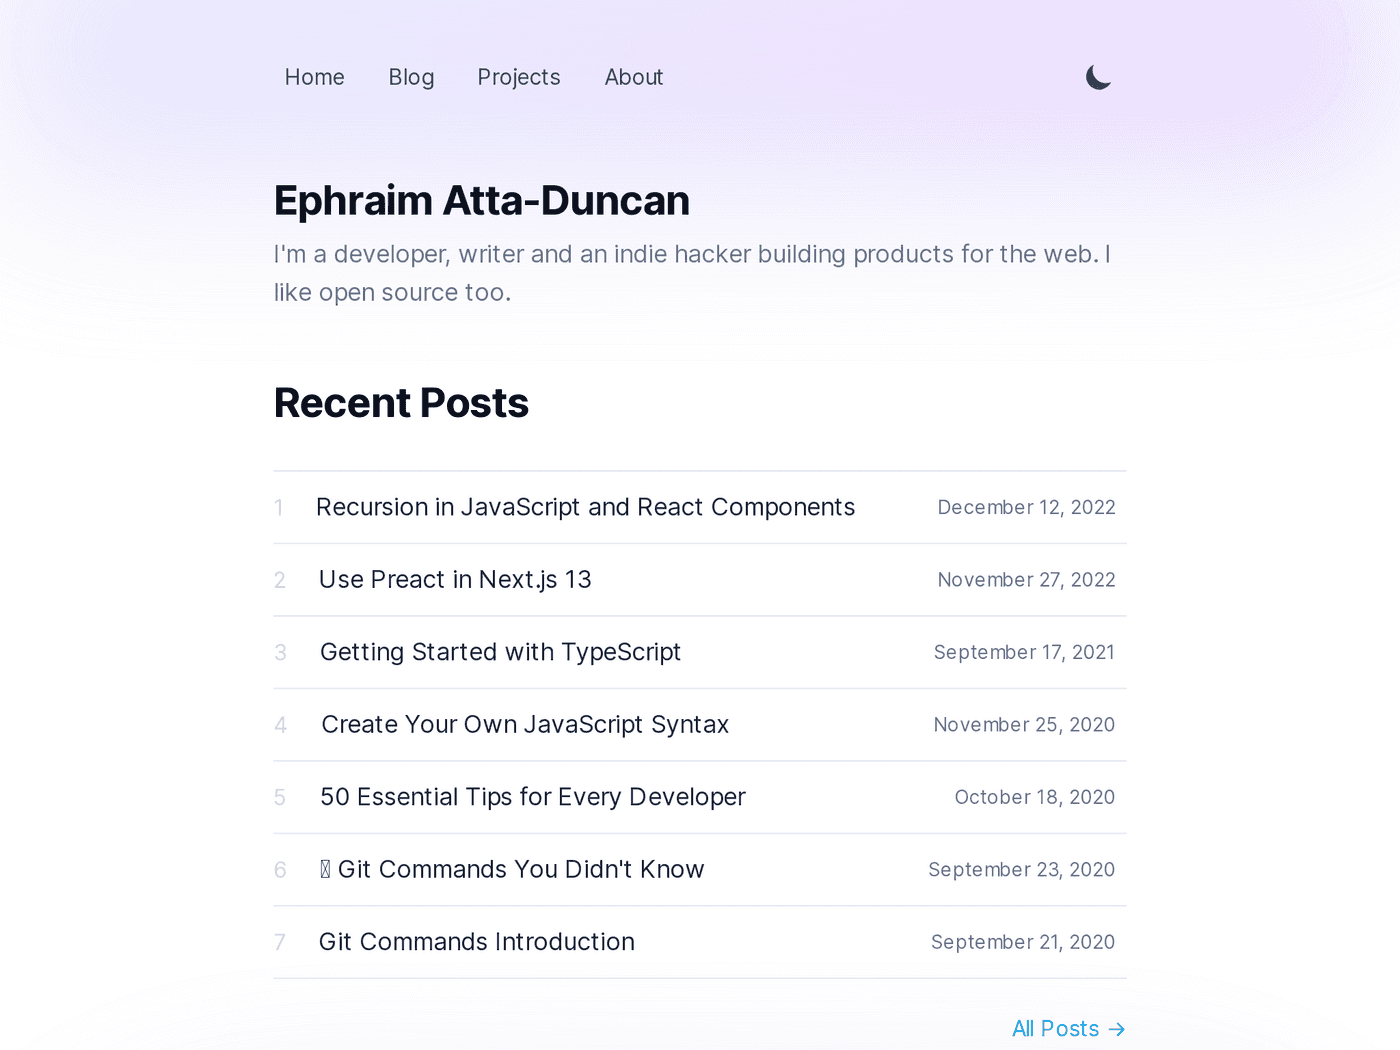 Home Blog Projects About
Ephraim Atta-Duncan
I'm a developer, writer and an indie hacker building products for the web. I
like open source too.
Recent Posts
1 Recursion in JavaScript and React Components December 12, 2022
2 Use Preact in Next.js 13 November 27, 2022
3 Getting Started with TypeScript September 17, 2021
4 Create Your Own JavaScript Syntax November 25, 2020
5 50 Essential Tips for Every Developer October 18, 2020
6 Git Commands You Didn't Know September 23, 2020
7 Git Commands Introduction September 21, 2020
All Posts →